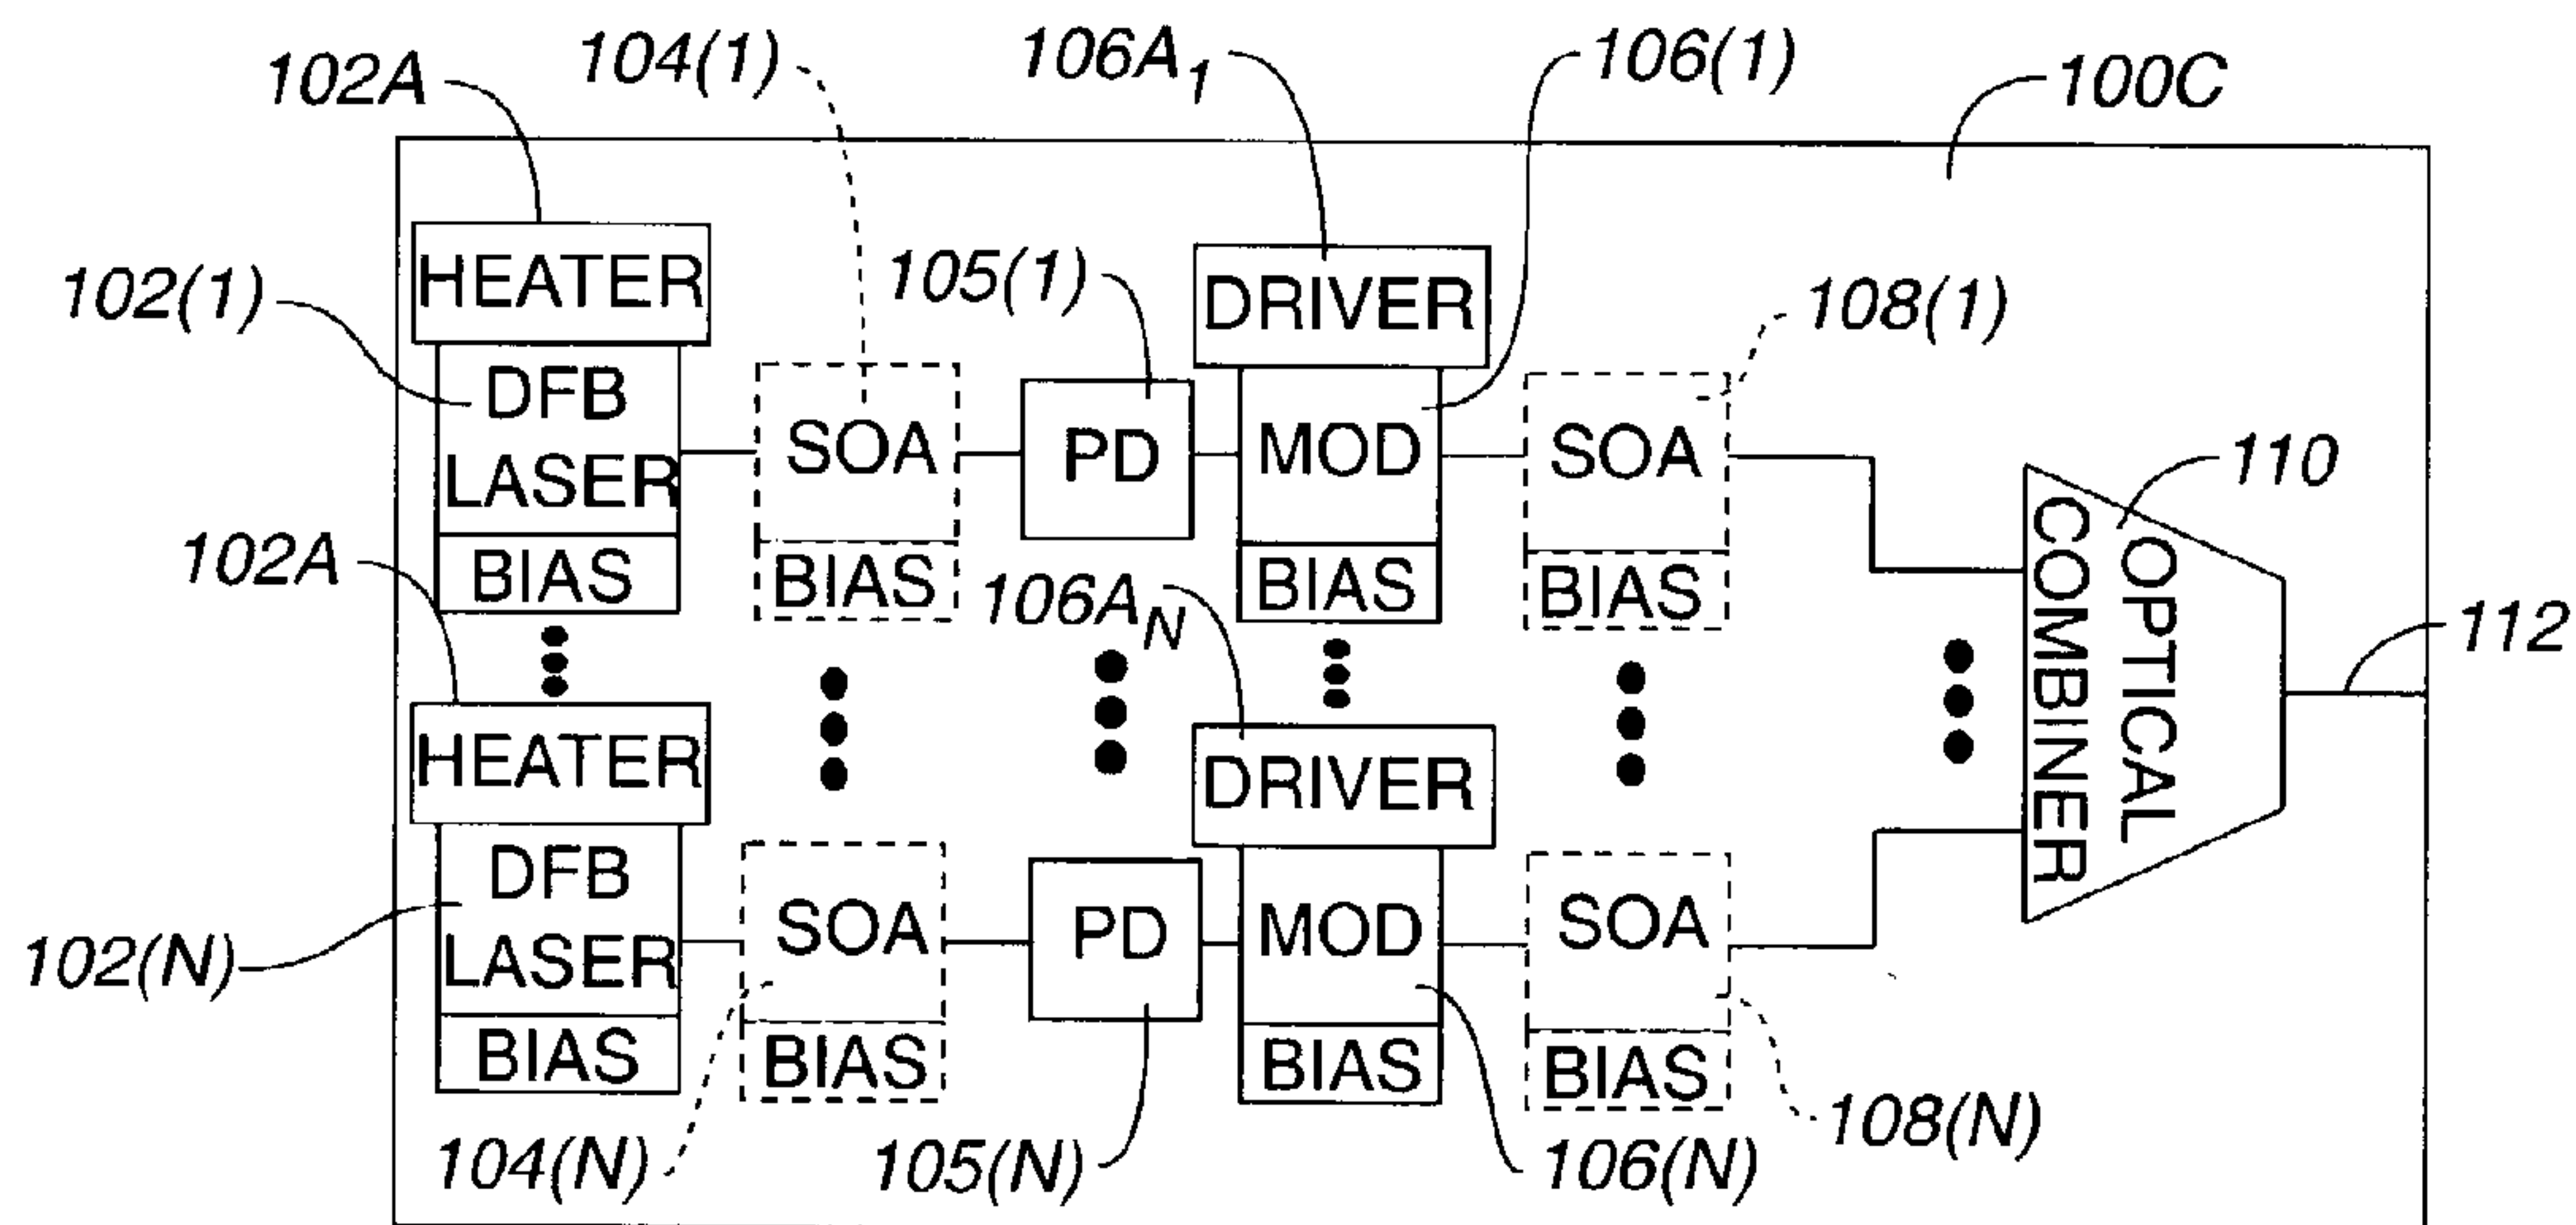 102A
104(1)
106A1
106(1)
100C
102(1)
HEATER
105(1)
DRIVER
108(1)
DFB
LASER
BIAS
SOA
BIAS
PD
MOD
BIAS
SOA
BIAS
110
OPTICAL
COMBINER
112
102A
106AN
HEATER
DRIVER
DFB
LASER
BIAS
SOA
BIAS
PD
MOD
BIAS
SOA
BIAS
102(N)
104(N)
105(N)
106(N)
108(N)